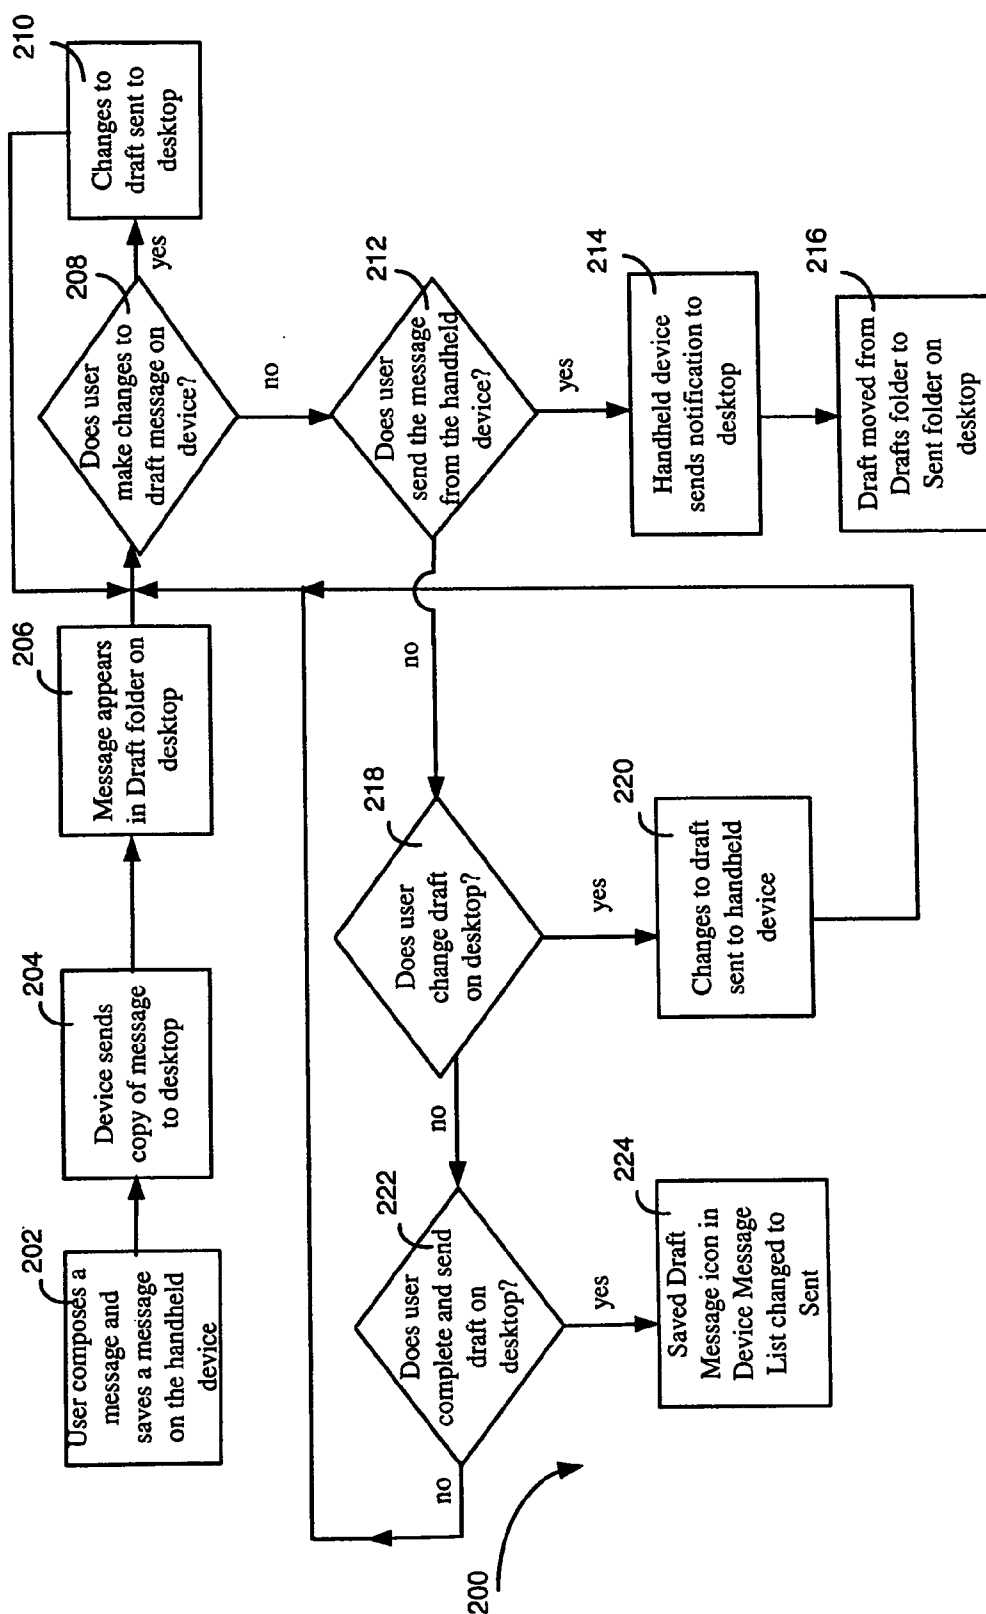 202
User composes a
message and
saves a message
on the handheld
device
204
Device sends
copy of message
to desktop
206
Message appears
in Draft folder on
desktop
208
Does user
make changes to
draft message on
device?
yes
210
Changes to
draft sent to
desktop
no
212
Does user
send the message
from the handheld
device?
yes
214
Handheld device
sends notification to
desktop
216
Draft moved from
Drafts folder to
Sent folder on
desktop
no
218
Does user
change draft
on desktop?
yes
220
Changes to draft
sent to handheld
device
no
222
Does user
complete and send
draft on
desktop?
yes
224
Saved Draft
Message icon in
Device Message
List changed to
Sent
no
200